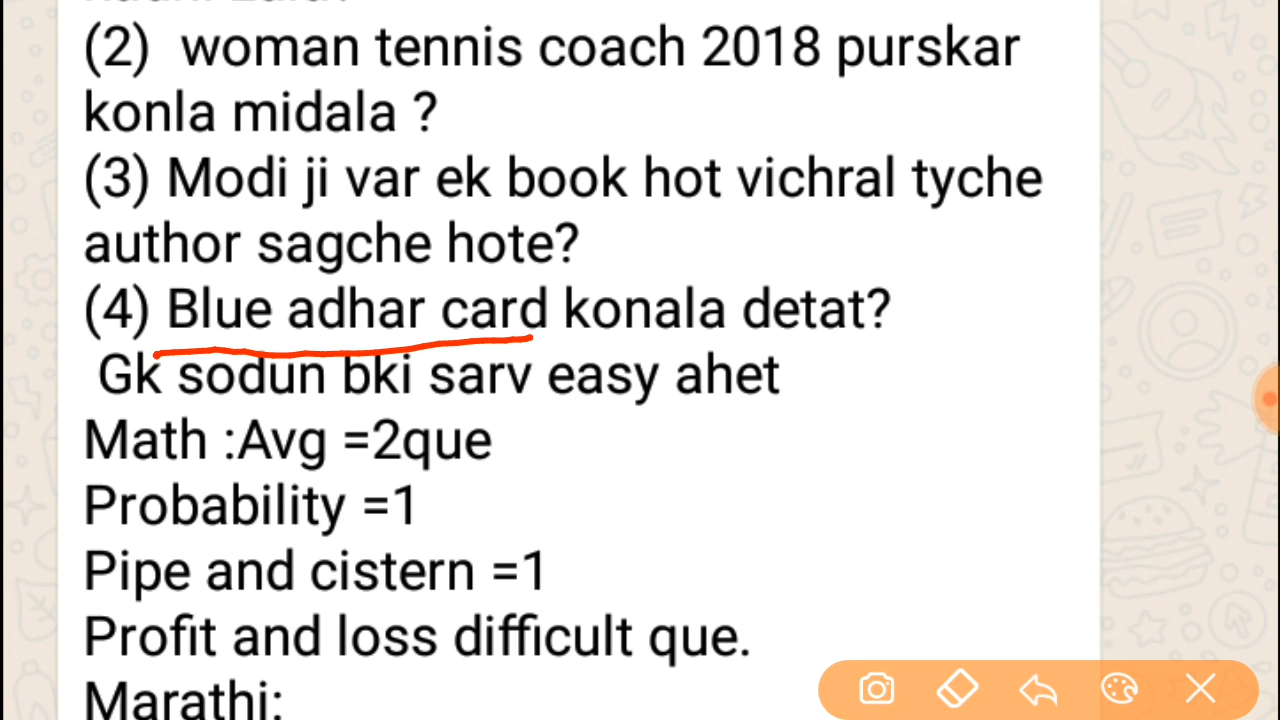 (2) woman tennis coach 2018 purskar
konla midala ?
(3) Modi ji var ek book hot vichral tyche
author sagche hote?
(4) Blue adhar card konala detat?
Gk sodun bki sarv easy ahet
Math :Avg =2que
Probability =1
Pipe and cistern =1
Profit and loss difficult que.
Marathi: